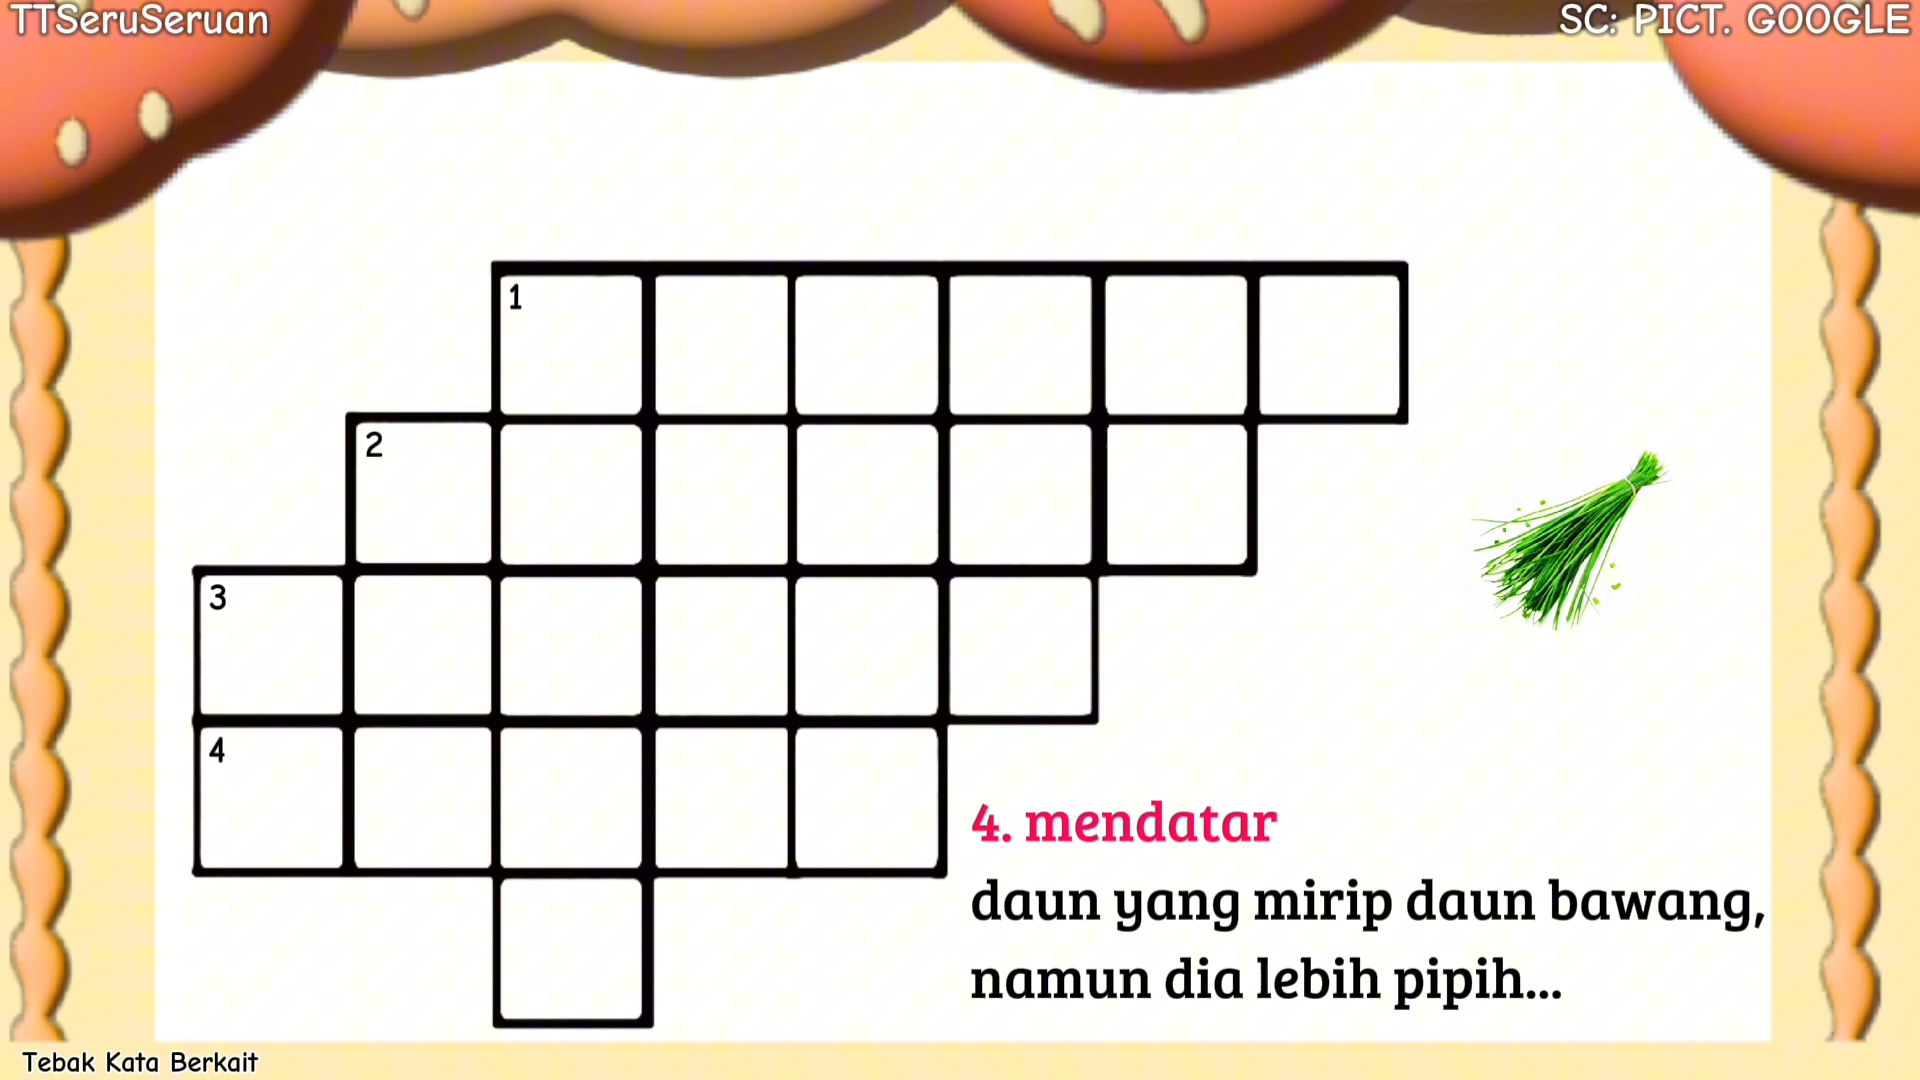 TTSeruSeruan
SC: PICT. GOOGLE
1
2
3
4
4. mendatar
daun yang mirip daun bawang,
namun dia lebih pipih...
Tebak Kata Berkait